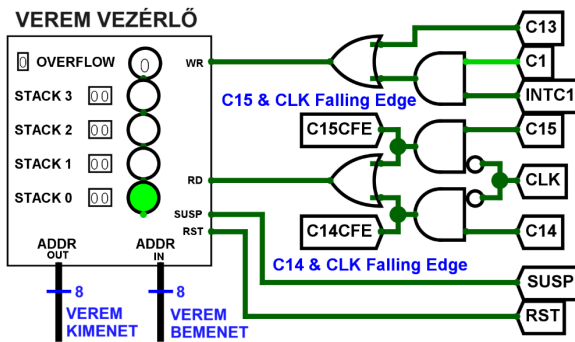 VEREM VEZÉRLŐ
0 OVERFLOW 0
STACK 3 00
STACK 2 00
STACK 1 00
STACK 0 00
WR
RD
SUSP
RST
ADDR OUT
ADDR IN
8
VEREM KIMENET
8
VEREM BEMENET
C15 & CLK Falling Edge
C15CFE
C14CFE
C14 & CLK Falling Edge
C13
C1
INTC1
C15
CLK
C14
SUSP
RST